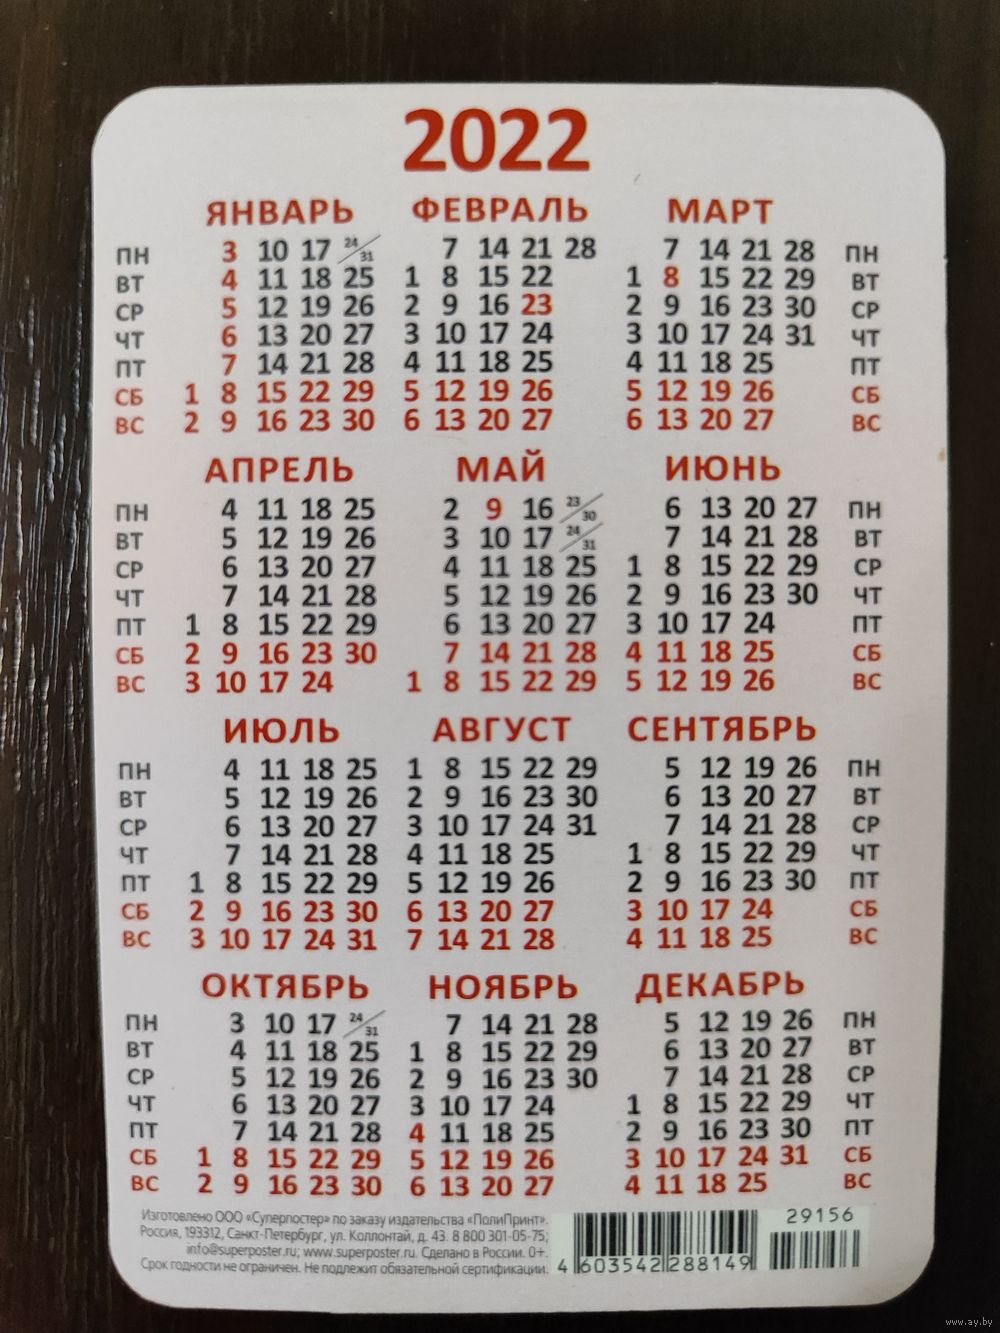 2022
ЯНВАРЬ ФЕВРАЛЬ МАРТ
ПН 3 10 17 24/31 7 14 21 28 7 14 21 28 ПН
ВТ 4 11 18 25 1 8 15 22 1 8 15 22 29 ВТ
СР 5 12 19 26 2 9 16 23 2 9 16 23 30 СР
ЧТ 6 13 20 27 3 10 17 24 3 10 17 24 31 ЧТ
ПТ 7 14 21 28 4 11 18 25 4 11 18 25 ПТ
СБ 1 8 15 22 29 5 12 19 26 5 12 19 26 СБ
ВС 2 9 16 23 30 6 13 20 27 6 13 20 27 ВС
АПРЕЛЬ МАЙ ИЮНЬ
ПН 4 11 18 25 2 9 16 23/30 6 13 20 27 ПН
ВТ 5 12 19 26 3 10 17 24/31 7 14 21 28 ВТ
СР 6 13 20 27 4 11 18 25 1 8 15 22 29 СР
ЧТ 7 14 21 28 5 12 19 26 2 9 16 23 30 ЧТ
ПТ 1 8 15 22 29 6 13 20 27 3 10 17 24 ПТ
СБ 2 9 16 23 30 7 14 21 28 4 11 18 25 СБ
ВС 3 10 17 24 1 8 15 22 29 5 12 19 26 ВС
ИЮЛЬ АВГУСТ СЕНТЯБРЬ
ПН 4 11 18 25 1 8 15 22 29 5 12 19 26 ПН
ВТ 5 12 19 26 2 9 16 23 30 6 13 20 27 ВТ
СР 6 13 20 27 3 10 17 24 31 7 14 21 28 СР
ЧТ 7 14 21 28 4 11 18 25 1 8 15 22 29 ЧТ
ПТ 1 8 15 22 29 5 12 19 26 2 9 16 23 30 ПТ
СБ 2 9 16 23 30 6 13 20 27 3 10 17 24 СБ
ВС 3 10 17 24 31 7 14 21 28 4 11 18 25 ВС
ОКТЯБРЬ НОЯБРЬ ДЕКАБРЬ
ПН 3 10 17 24/31 7 14 21 28 5 12 19 26 ПН
ВТ 4 11 18 25 1 8 15 22 29 6 13 20 27 ВТ
СР 5 12 19 26 2 9 16 23 30 7 14 21 28 СР
ЧТ 6 13 20 27 3 10 17 24 1 8 15 22 29 ЧТ
ПТ 7 14 21 28 4 11 18 25 2 9 16 23 30 ПТ
СБ 1 8 15 22 29 5 12 19 26 3 10 17 24 31 СБ
ВС 2 9 16 23 30 6 13 20 27 4 11 18 25 ВС
Изготовлено ООО «Суперпостер» по заказу издательства «ПолиПринт».
Россия, 193312, Санкт-Петербург, ул. Коллонтай, д. 43. 8 800 301-05-75;
info@superposter.ru; www.superposter.ru. Сделано в России. 0+.
Срок годности не ограничен. Не подлежит обязательной сертификации.
4 603542 288149
29156
www.ay.by